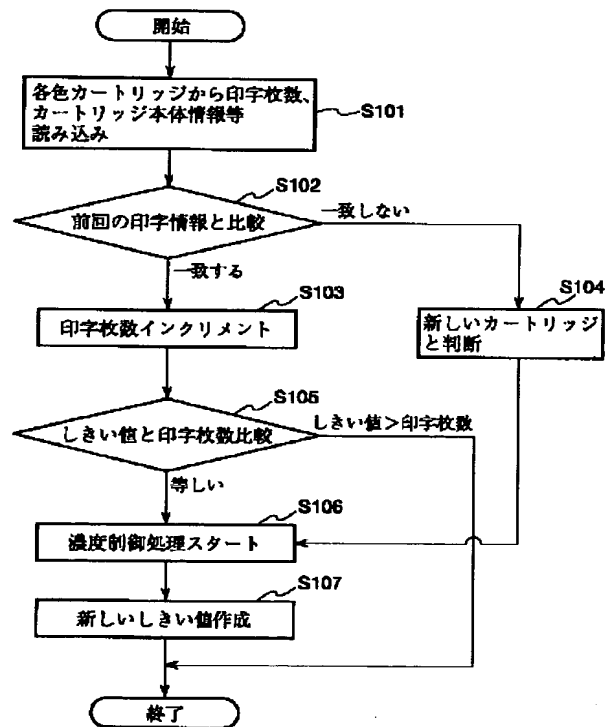 開始
各色カートリッジから印字枚数、
カートリッジ本体情報等
読み込み
S101
S102
前回の印字情報と比較
一致しない
一致する
S103
S104
印字枚数インクリメント
新しいカートリッジ
と判断
S105
しきい値と印字枚数比較
しきい値>印字枚数
等しい
S106
濃度制御処理スタート
S107
新しいしきい値作成
終了